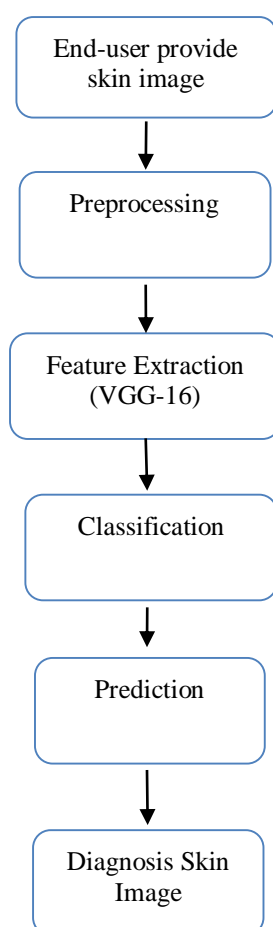 End-user provide
skin image
Preprocessing
Feature Extraction
(VGG-16)
Classification
Prediction
Diagnosis Skin
Image